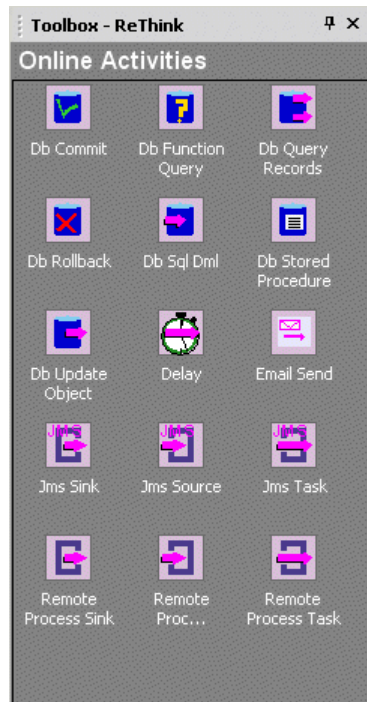 Toolbox - ReThink
Online Activities
Db Commit
Db Function
Query
Db Query
Records
Db Rollback
Db Sql Dml
Db Stored
Procedure
Db Update
Object
Delay
Email Send
JMS
Jms Sink
JMS
Jms Source
JMS
Jms Task
Remote
Process Sink
Remote
Proc...
Remote
Process Task